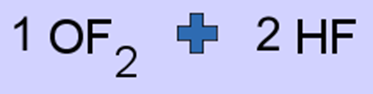 1 OF₂ + 2 HF